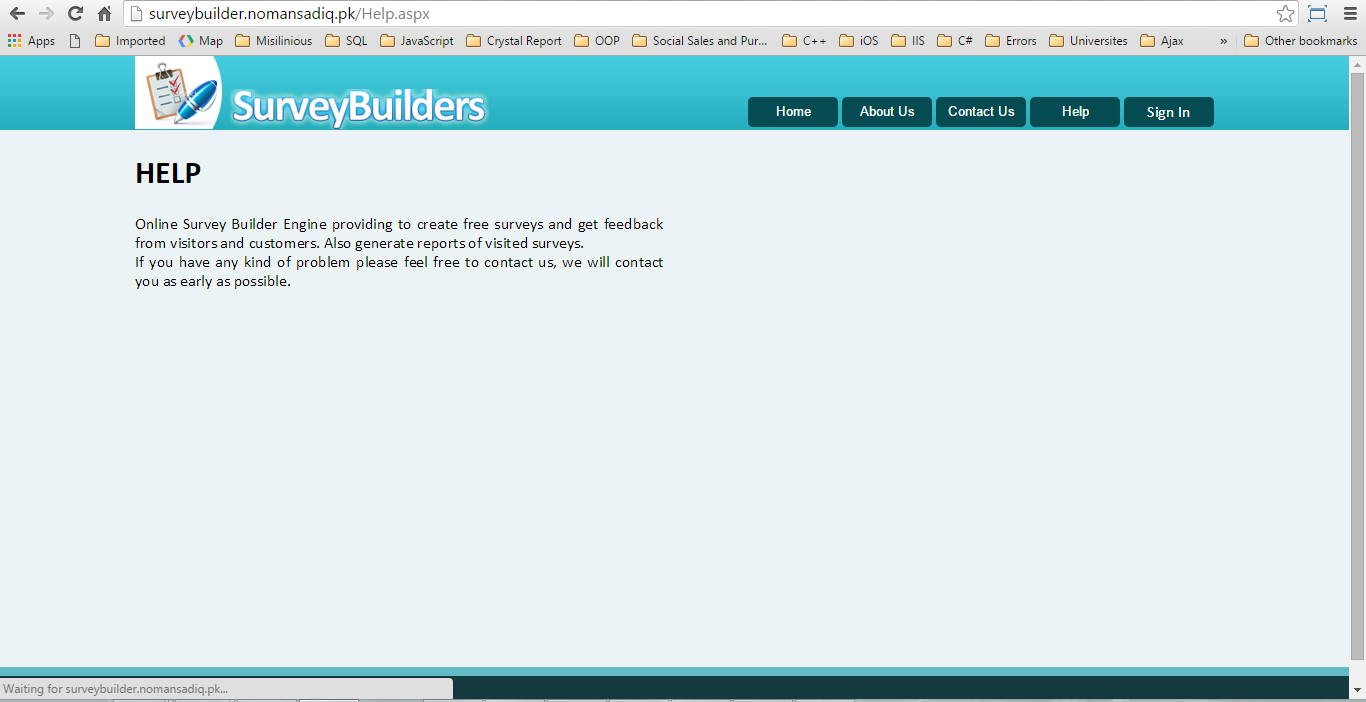 surveybuilder.nomansadiq.pk/Help.aspx
Apps Imported Map Misilinious SQL JavaScript Crystal Report OOP Social Sales and Pur... C++ iOS IIS C# Errors Universites Ajax » Other bookmarks
SurveyBuilders
Home About Us Contact Us Help Sign In
HELP
Online Survey Builder Engine providing to create free surveys and get feedback
from visitors and customers. Also generate reports of visited surveys.
If you have any kind of problem please feel free to contact us, we will contact
you as early as possible.
Waiting for surveybuilder.nomansadiq.pk...